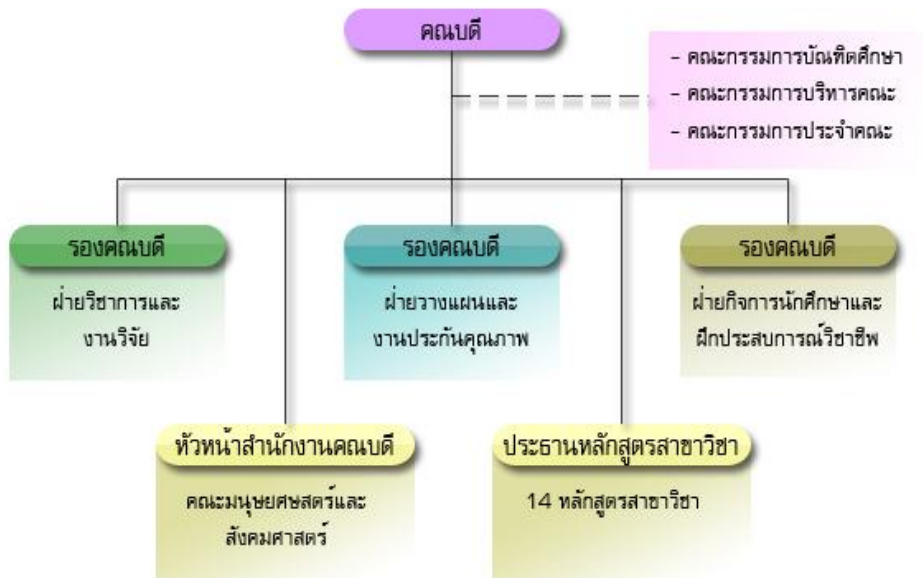 คณบดี
- คณะกรรมการบัณฑิตศึกษา
- คณะกรรมการบริหารคณะ
- คณะกรรมการประจำคณะ
รองคณบดี
ฝ่ายวิชาการและ
งานวิจัย
รองคณบดี
ฝ่ายวางแผนและ
งานประกันคุณภาพ
รองคณบดี
ฝ่ายกิจการนักศึกษาและ
ฝึกประสบการณ์วิชาชีพ
หัวหน้าสำนักงานคณบดี
คณะมนุษยศษสตร์และ
สังคมศาสตร์
ประธานหลักสูตรสาขาวิชา
14 หลักสูตรสาขาวิชา